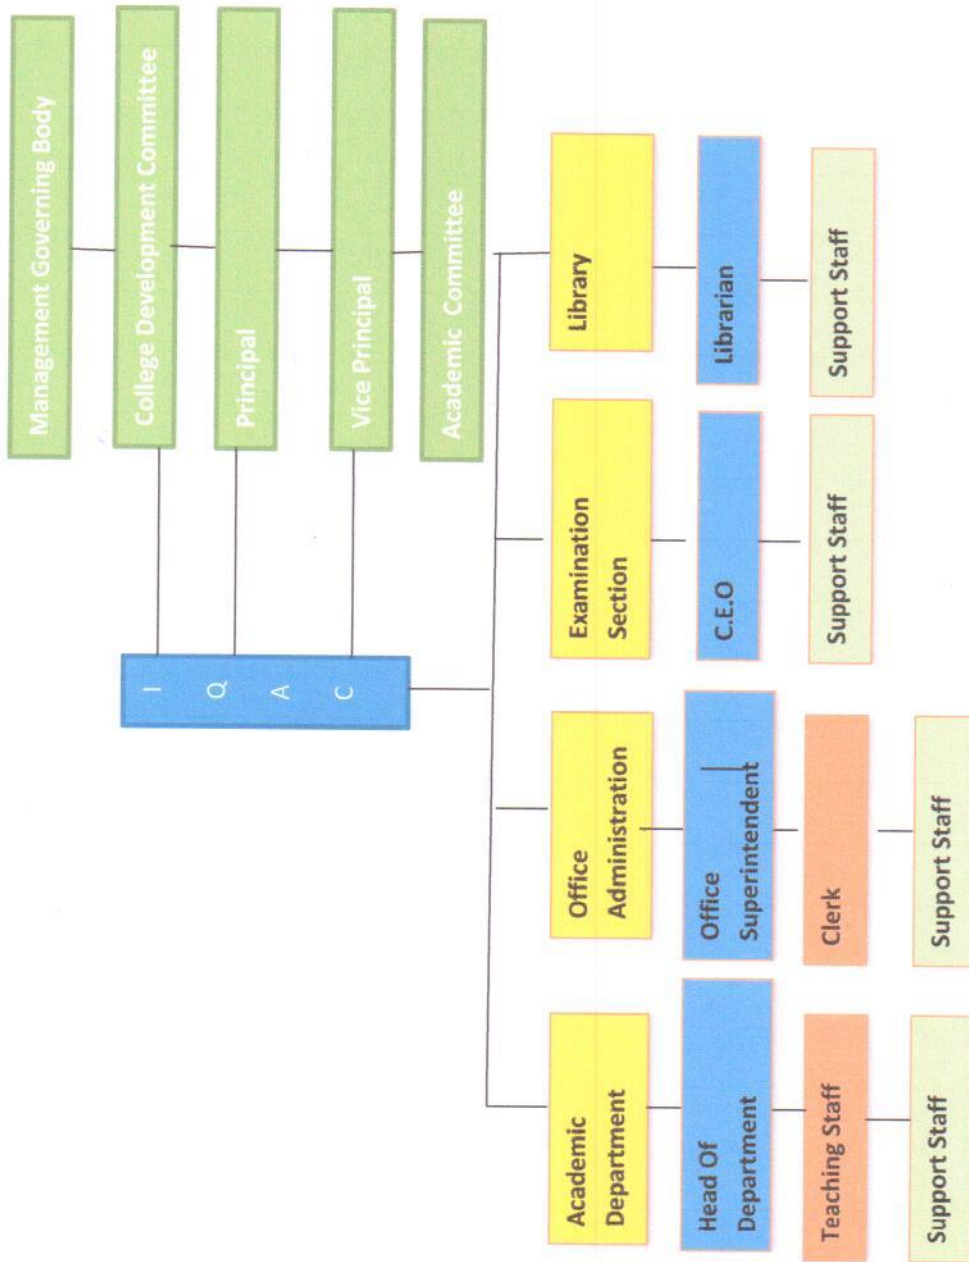 Management Governing Body
College Development Committee
Principal
Vice Principal
Academic Committee
I
Q
A
C
Academic
Department
Office
Administration
Examination
Section
Library
Head Of
Department
Office
Superintendent
C.E.O
Librarian
Teaching Staff
Clerk
Support Staff
Support Staff
Support Staff
Support Staff